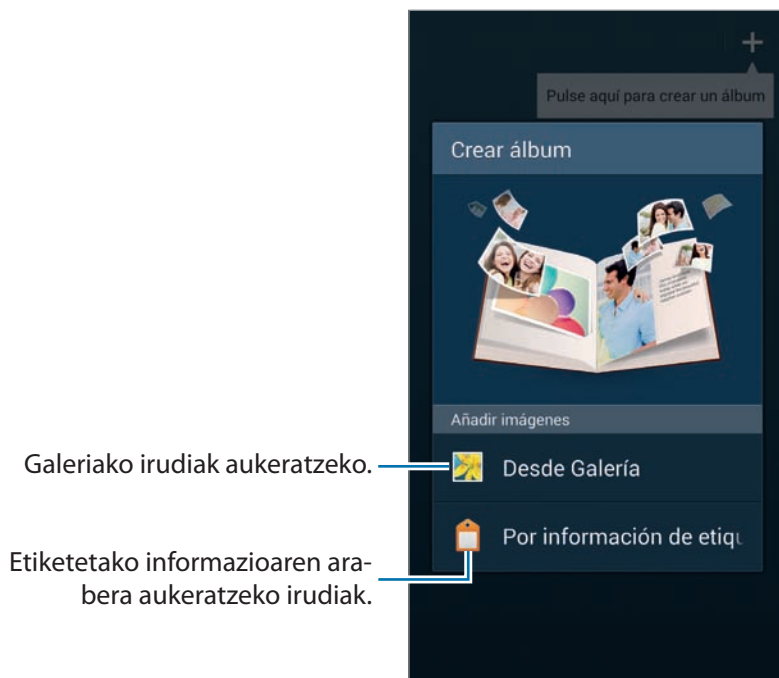 Pulse aquí para crear un álbum
Crear álbum
Añadir imágenes
Galeriako irudiak aukeratzeko.
Desde Galería
Etiketetako informazioaren ara-
bera aukeratzeko irudiak.
Por información de etiqu